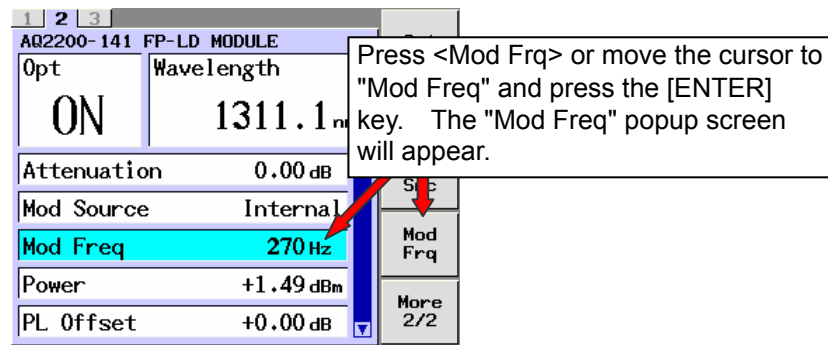 1 2 3
AQ2200-141 FP-LD MODULE
Opt Wavelength
ON 1311.1
Press <Mod Frq> or move the cursor to
"Mod Freq" and press the [ENTER]
key. The "Mod Freq" popup screen
will appear.
Attenuation 0.00 dB
Mod Source Internal
Mod Freq 270 Hz
Mod
Frq
Power +1.49 dBm
PL Offset +0.00 dB
More
2/2